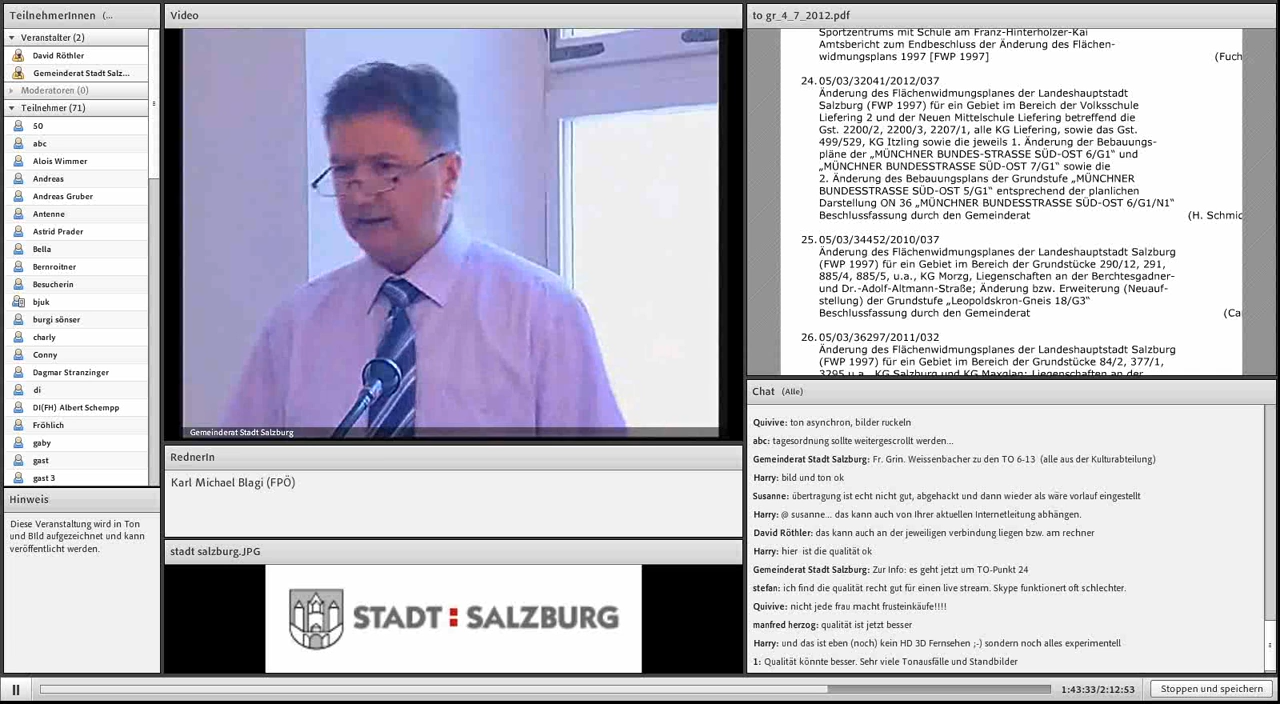 TeilnehmerInnen (...
Veranstalter (2)
David Röthler
Gemeinderat Stadt Salz...
Moderatoren (0)
Teilnehmer (71)
50
abc
Alois Wimmer
Andreas
Andreas Gruber
Antenne
Astrid Prader
Bella
Bernroitner
Besucherin
bjuk
burgi sönser
charly
Conny
Dagmar Stranzinger
di
DI(FH) Albert Schempp
Fröhlich
gaby
gast
gast 3
Hinweis
Diese Veranstaltung wird in Ton
und BIld aufgezeichnet und kann
veröffentlicht werden.
Video
Gemeinderat Stadt Salzburg
RednerIn
Karl Michael Blagi (FPÖ)
stadt salzburg.JPG
STADT : SALZBURG
to gr_4_7_2012.pdf
Sportzentrums mit Schule am Franz-Hinterholzer-Kai
Amtsbericht zum Endbeschluss der Änderung des Flächen-
widmungsplans 1997 [FWP 1997] (Fuch
24. 05/03/32041/2012/037
Änderung des Flächenwidmungsplanes der Landeshauptstadt
Salzburg (FWP 1997) für ein Gebiet im Bereich der Volksschule
Liefering 2 und der Neuen Mittelschule Liefering betreffend die
Gst. 2200/2, 2200/3, 2207/1, alle KG Liefering, sowie das Gst.
499/529, KG Itzling sowie die jeweils 1. Änderung der Bebauungs-
pläne der „MÜNCHNER BUNDES-STRASSE SÜD-OST 6/G1“ und
„MÜNCHNER BUNDESSTRASSE SÜD-OST 7/G1“ sowie die
2. Änderung des Bebauungsplans der Grundstufe „MÜNCHNER
BUNDESSTRASSE SÜD-OST 5/G1“ entsprechend der planlichen
Darstellung ON 36 „MÜNCHNER BUNDESSTRASSE SÜD-OST 6/G1/N1“
Beschlussfassung durch den Gemeinderat (H. Schmic
25. 05/03/34452/2010/037
Änderung des Flächenwidmungsplanes der Landeshauptstadt Salzburg
(FWP 1997) für ein Gebiet im Bereich der Grundstücke 290/12, 291,
885/4, 885/5, u.a., KG Morzg, Liegenschaften an der Berchtesgadner-
und Dr.-Adolf-Altmann-Straße; Änderung bzw. Erweiterung (Neuauf-
stellung) der Grundstufe „Leopoldskron-Gneis 18/G3“
Beschlussfassung durch den Gemeinderat (Ca
26. 05/03/36297/2011/032
Änderung des Flächenwidmungsplanes der Landeshauptstadt Salzburg
(FWP 1997) für ein Gebiet im Bereich der Grundstücke 84/2, 377/1,
3295 u.a., KG Salzburg und KG Maxglan; Liegenschaften an der
Chat (Alle)
Quivive: ton asynchron, bilder ruckeln
abc: tagesordnung sollte weitergescrollt werden...
Gemeinderat Stadt Salzburg: Fr. Grin. Weissenbacher zu den TO 6-13 (alle aus der Kulturabteilung)
Harry: bild und ton ok
Susanne: übertragung ist echt nicht gut, abgehackt und dann wieder als wäre vorlauf eingestellt
Harry: @ susanne... das kann auch von Ihrer aktuellen Internetleitung abhängen.
David Röthler: das kann auch an der jeweiligen verbindung liegen bzw. am rechner
Harry: hier ist die qualität ok
Gemeinderat Stadt Salzburg: Zur Info: es geht jetzt um TO-Punkt 24
stefan: ich find die qualität recht gut für einen live stream. Skype funktioniert oft schlechter.
Quivive: nicht jede frau macht frusteinkäufe!!!!
manfred herzog: qualität ist jetzt besser
Harry: und das ist eben (noch) kein HD 3D Fernsehen ;-) sondern noch alles experimentell
1: Qualität könnte besser. Sehr viele Tonausfälle und Standbilder
1:43:33/2:12:53
Stoppen und speichern